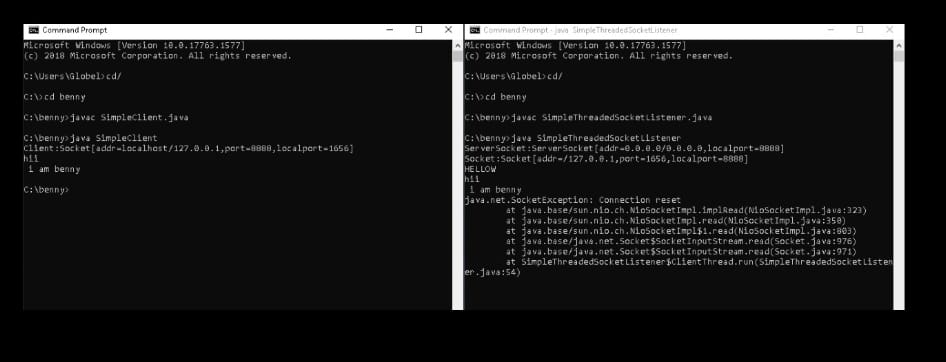 Command Prompt
Microsoft Windows [Version 10.0.17763.1577]
(c) 2018 Microsoft Corporation. All rights reserved.
C:\Users\Globel>cd/
C:\>cd benny
C:\benny>javac SimpleClient.java
C:\benny>java SimpleClient
Client:Socket[addr=localhost/127.0.0.1,port=8888,localport=1656]
hii
i am benny
C:\benny>
Command Prompt - java SimpleThreadedSocketListener
Microsoft Windows [Version 10.0.17763.1577]
(c) 2018 Microsoft Corporation. All rights reserved.
C:\Users\Globel>cd/
C:\>cd benny
C:\benny>javac SimpleThreadedSocketListener.java
C:\benny>java SimpleThreadedSocketListener
ServerSocket:ServerSocket[addr=0.0.0.0/0.0.0.0,localport=8888]
Socket:Socket[addr=/127.0.0.1,port=1656,localport=8888]
HELLOW
hii
i am benny
java.net.SocketException: Connection reset
at java.base/sun.nio.ch.NioSocketImpl.implRead(NioSocketImpl.java:323)
at java.base/sun.nio.ch.NioSocketImpl.read(NioSocketImpl.java:350)
at java.base/sun.nio.ch.NioSocketImpl$1.read(NioSocketImpl.java:803)
at java.base/java.net.Socket$SocketInputStream.read(Socket.java:976)
at java.base/java.net.Socket$SocketInputStream.read(Socket.java:971)
at SimpleThreadedSocketListener$ClientThread.run(SimpleThreadedSocketListen
er.java:54)